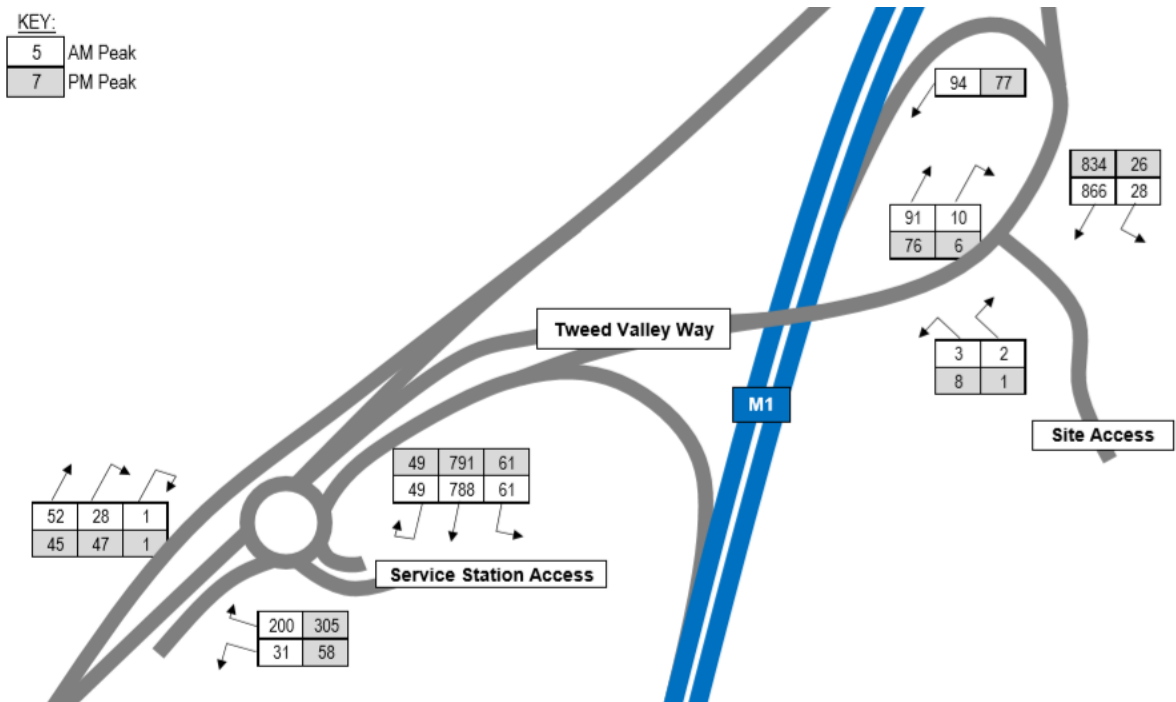 KEY:
5 AM Peak
7 PM Peak
94 77
834 26
866 28
91 10
76 6
Tweed Valley Way
3 2
8 1
M1
Site Access
49 791 61
49 788 61
52 28 1
45 47 1
Service Station Access
200 305
31 58